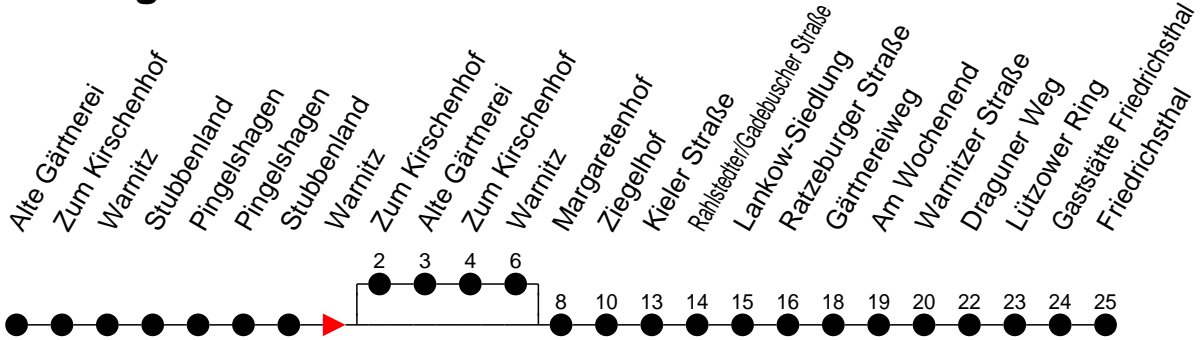 Alte Gärtnerei
Zum Kirschenhof
Warnitz
Stubbenland
Pingelshagen
Pingelshagen
Stubbenland
Warnitz
Zum Kirschenhof
Alte Gärtnerei
Zum Kirschenhof
Warnitz
Margaretenhof
Ziegelhof
Kieler Straße
Rahlstedter/Gadebuscher Straße
Lankow-Siedlung
Ratzeburger Straße
Gärtnereiweg
Am Wochenend
Warnitzer Straße
Draguner Weg
Lützower Ring
Gaststätte Friedrichsthal
Friedrichsthal
2 3 4 6
8 10 13 14 15 16 18 19 20 22 23 24 25